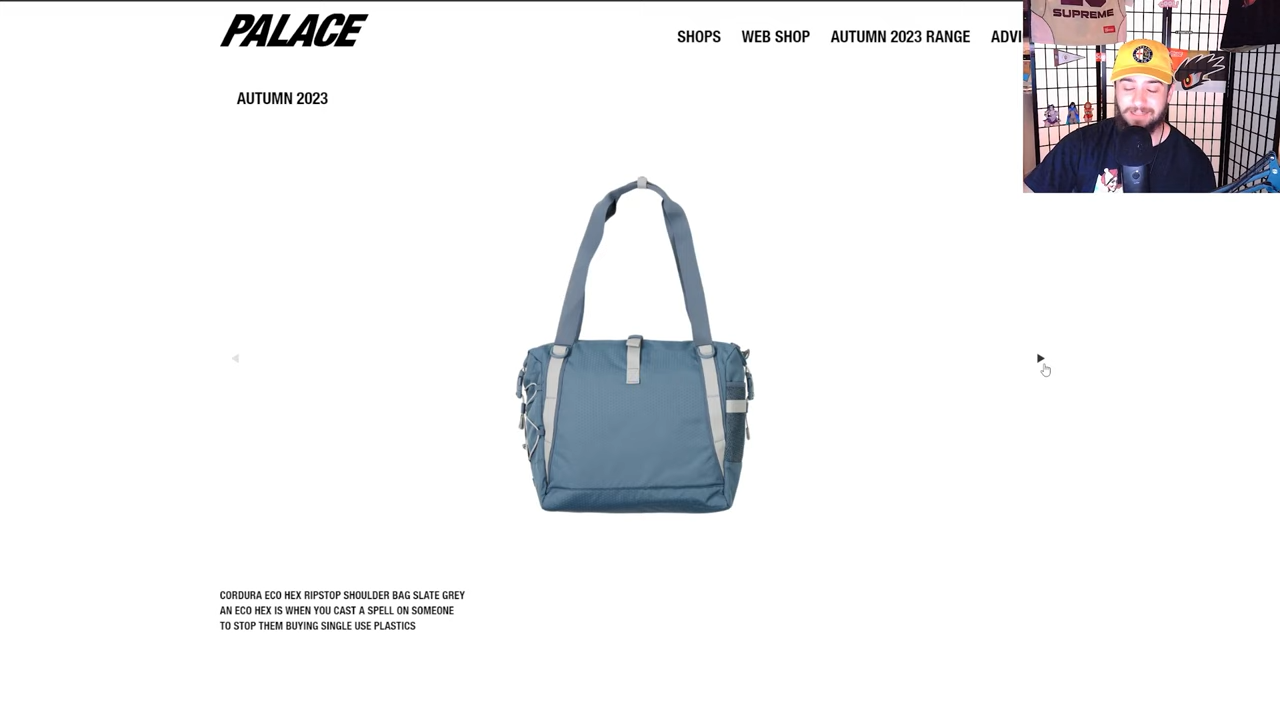 PALACE
SHOPS WEB SHOP AUTUMN 2023 RANGE ADVI
SUPREME
AUTUMN 2023
CORDURA ECO HEX RIPSTOP SHOULDER BAG SLATE GREY
AN ECO HEX IS WHEN YOU CAST A SPELL ON SOMEONE
TO STOP THEM BUYING SINGLE USE PLASTICS